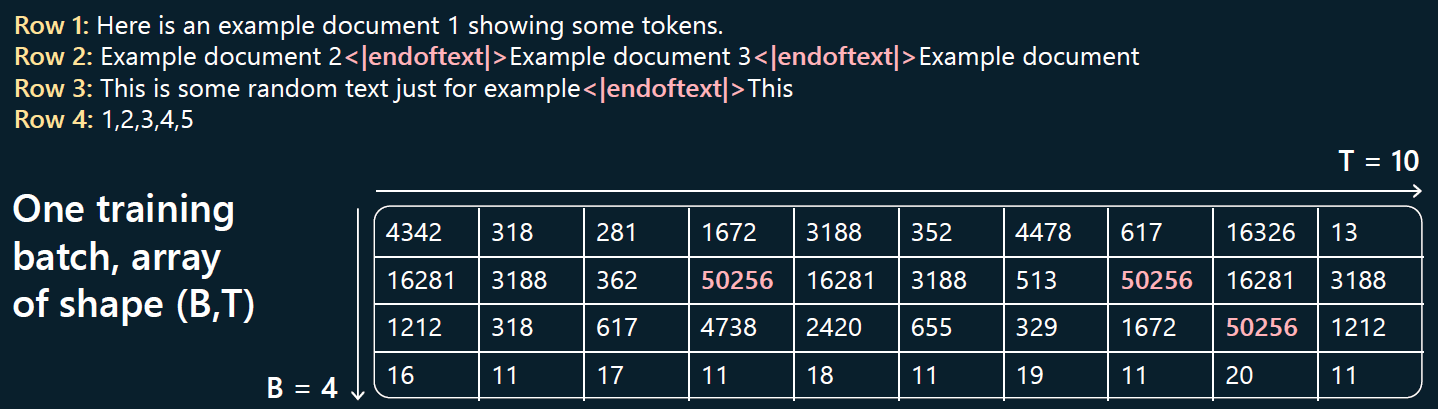 Row 1: Here is an example document 1 showing some tokens.
Row 2: Example document 2<|endoftext|>Example document 3<|endoftext|>Example document
Row 3: This is some random text just for example<|endoftext|>This
Row 4: 1,2,3,4,5
T = 10
One training
batch, array
of shape (B,T)
B = 4
4342 318 281 1672 3188 352 4478 617 16326 13
16281 3188 362 50256 16281 3188 513 50256 16281 3188
1212 318 617 4738 2420 655 329 1672 50256 1212
16 11 17 11 18 11 19 11 20 11